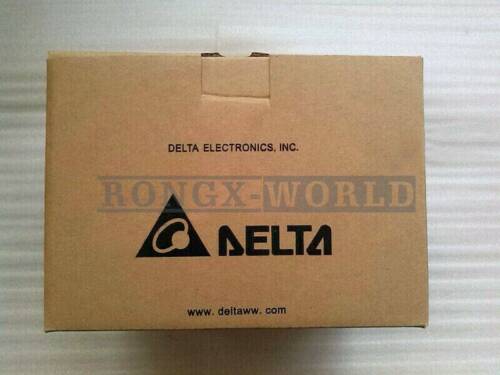 DELTA ELECTRONICS, INC.
RONGX-WORLD
DELTA
www. deltaww. com